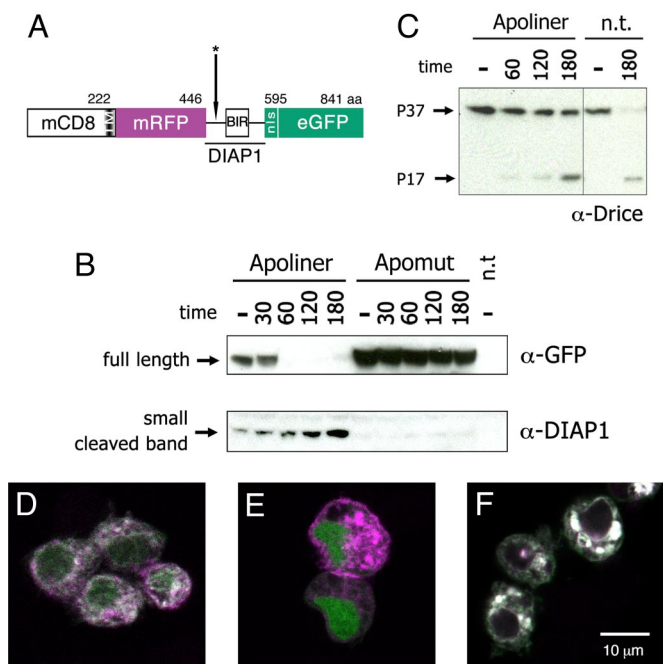 A
*
222 446 595 841 aa
mCD8 TM mRFP BIR nls eGFP
DIAP1
C
Apoliner n.t.
time - 60 120 180 - 180
P37
P17
α-Drice
B
Apoliner Apomut n.t
time - 30 60 120 180 - 30 60 120 180 -
full length α-GFP
small
cleaved band α-DIAP1
D E F
10 μm